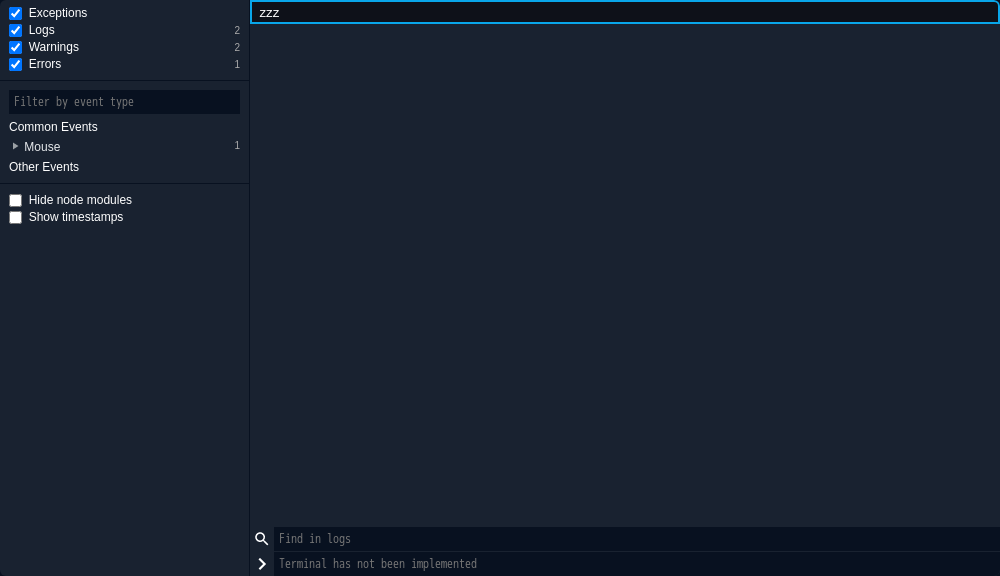 Exceptions
Logs 2
Warnings 2
Errors 1
Filter by event type
Common Events
Mouse 1
Other Events
Hide node modules
Show timestamps
zzz
Find in logs
Terminal has not been implemented